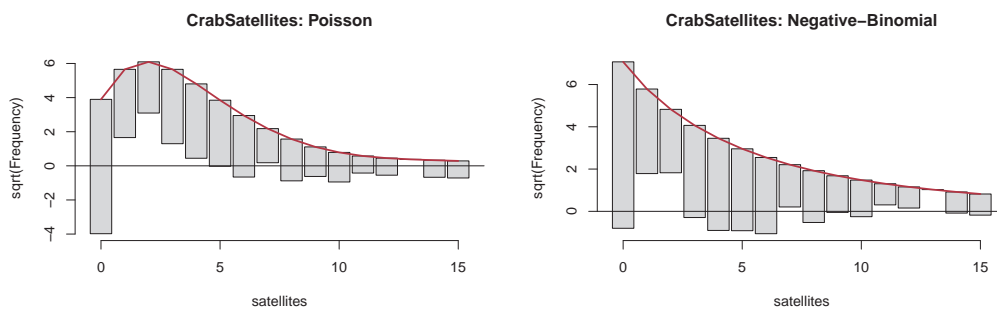 CrabSatellites: Poisson
sqrt(Frequency)
6
4
2
0
−2
−4
0 5 10 15
satellites
CrabSatellites: Negative−Binomial
sqrt(Frequency)
6
4
2
0
0 5 10 15
satellites